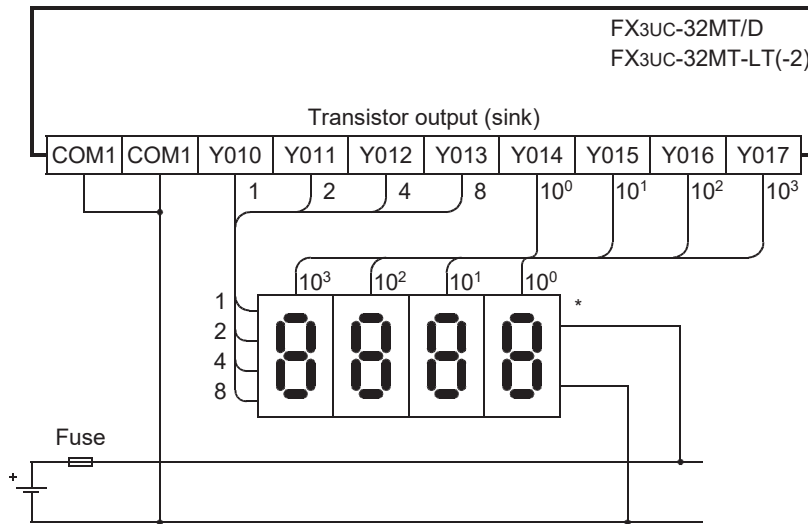 FX3UC-32MT/D
FX3UC-32MT-LT(-2)
Transistor output (sink)
COM1 COM1 Y010 Y011 Y012 Y013 Y014 Y015 Y016 Y017
1 2 4 8 10⁰ 10¹ 10² 10³
10³ 10² 10¹ 10⁰
1 *
2
4
8
Fuse
+